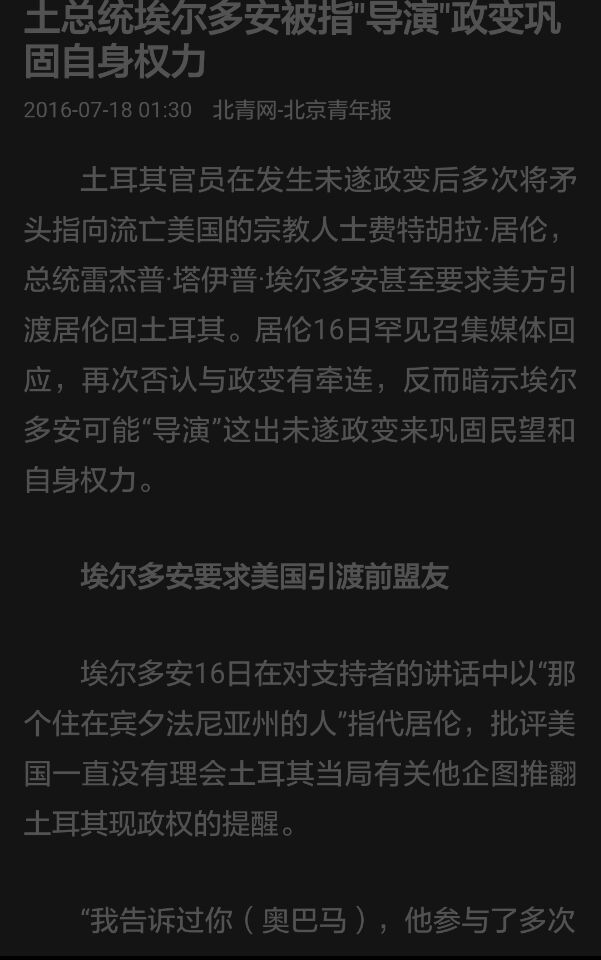 土总统埃尔多安被指"导演"政变巩
固自身权力
2016-07-18 01:30 北青网-北京青年报
土耳其官员在发生未遂政变后多次将矛
头指向流亡美国的宗教人士费特胡拉·居伦，
总统雷杰普·塔伊普·埃尔多安甚至要求美方引
渡居伦回土耳其。居伦16日罕见召集媒体回
应，再次否认与政变有牵连，反而暗示埃尔
多安可能“导演”这出未遂政变来巩固民望和
自身权力。
埃尔多安要求美国引渡前盟友
埃尔多安16日在对支持者的讲话中以“那
个住在宾夕法尼亚州的人”指代居伦，批评美
国一直没有理会土耳其当局有关他企图推翻
土耳其现政权的提醒。
“我告诉过你（奥巴马），他参与了多次